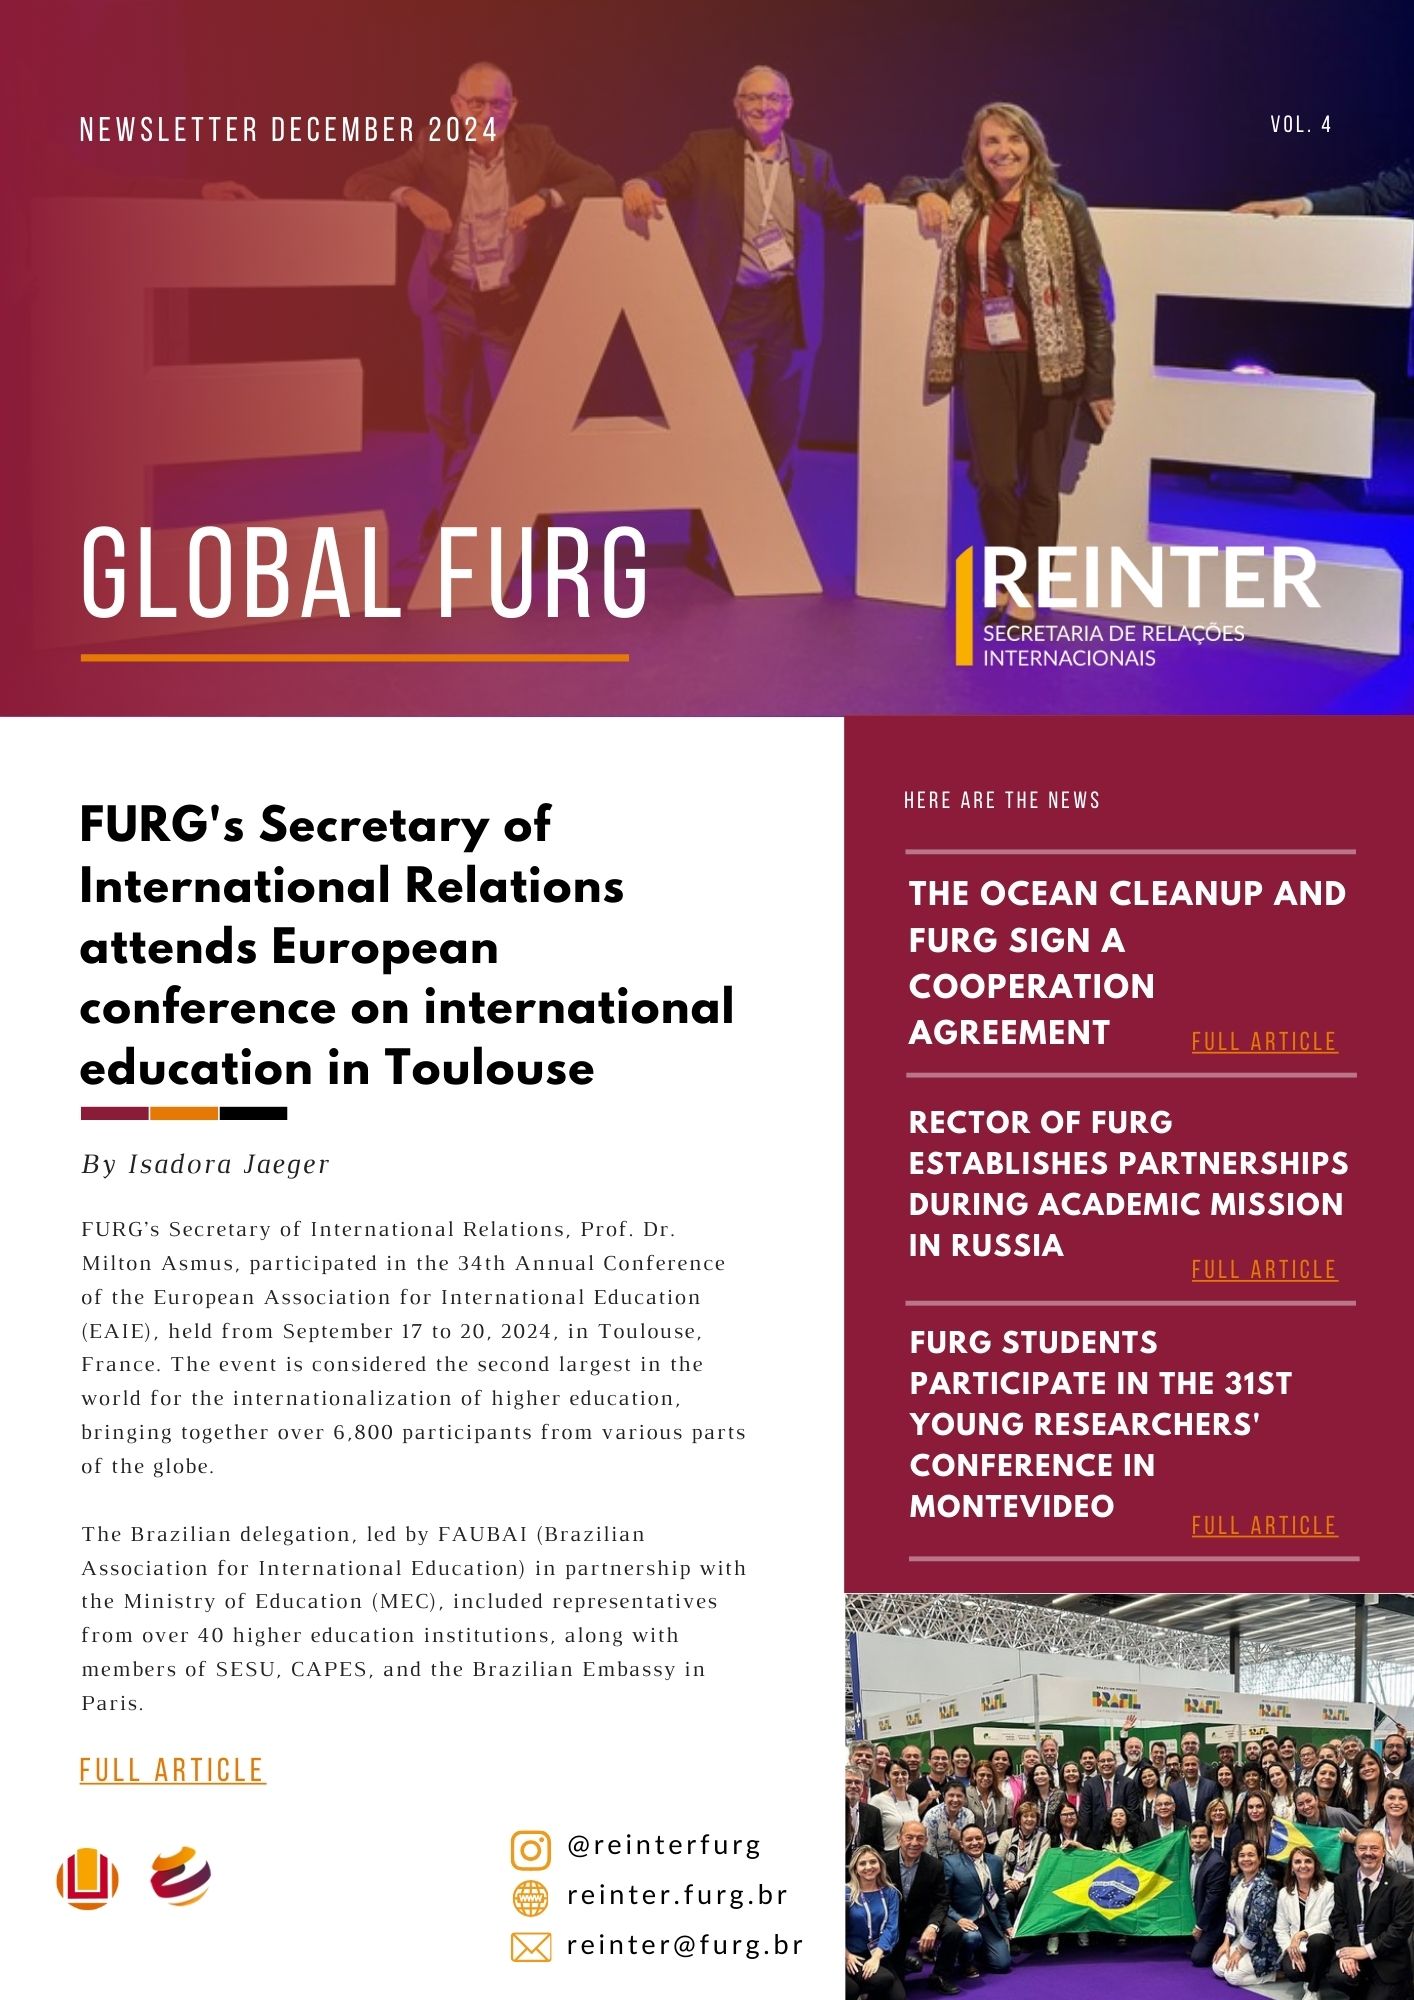 NEWSLETTER DECEMBER 2024
VOL. 4
EAIE
GLOBAL FURG
REINTER
SECRETARIA DE RELAÇÕES
INTERNACIONAIS
FURG's Secretary of
International Relations
attends European
conference on international
education in Toulouse
By Isadora Jaeger
FURG’s Secretary of International Relations, Prof. Dr.
Milton Asmus, participated in the 34th Annual Conference
of the European Association for International Education
(EAIE), held from September 17 to 20, 2024, in Toulouse,
France. The event is considered the second largest in the
world for the internationalization of higher education,
bringing together over 6,800 participants from various parts
of the globe.
The Brazilian delegation, led by FAUBAI (Brazilian
Association for International Education) in partnership with
the Ministry of Education (MEC), included representatives
from over 40 higher education institutions, along with
members of SESU, CAPES, and the Brazilian Embassy in
Paris.
FULL ARTICLE
@reinterfurg
www
reinter.furg.br
reinter@furg.br
HERE ARE THE NEWS
THE OCEAN CLEANUP AND
FURG SIGN A
COOPERATION
AGREEMENT
FULL ARTICLE
RECTOR OF FURG
ESTABLISHES PARTNERSHIPS
DURING ACADEMIC MISSION
IN RUSSIA
FULL ARTICLE
FURG STUDENTS
PARTICIPATE IN THE 31ST
YOUNG RESEARCHERS'
CONFERENCE IN
MONTEVIDEO
FULL ARTICLE
BRASIL BRASIL BRASIL BRASIL BRASIL BRASIL BRASIL